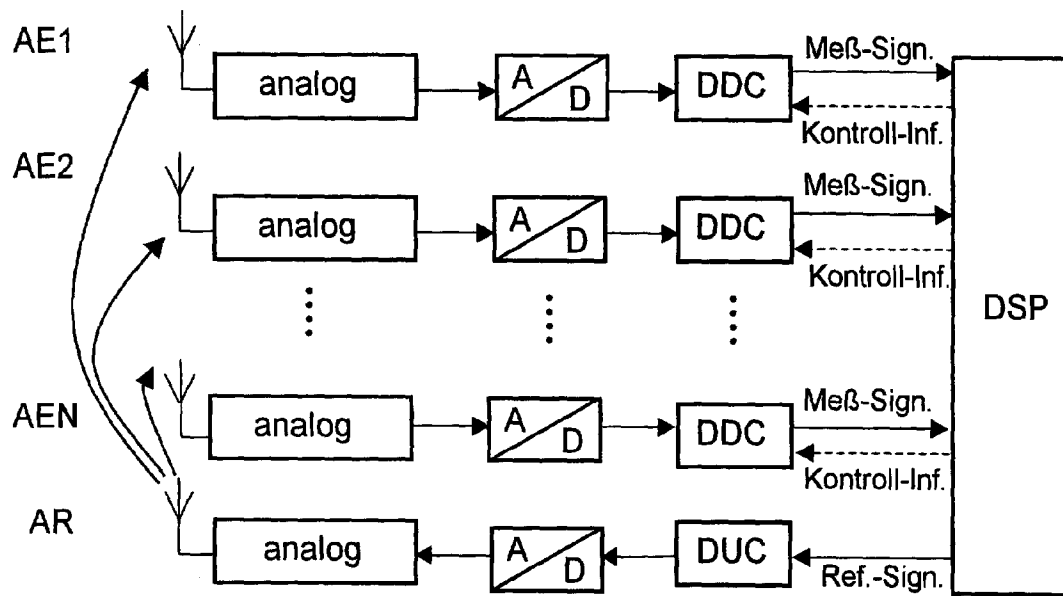 AE1
analog
A
D
DDC
Meß-Sign.
Kontroll-Inf.
AE2
analog
A
D
DDC
Meß-Sign.
Kontroll-Inf.
DSP
AEN
analog
A
D
DDC
Meß-Sign.
Kontroll-Inf.
AR
analog
A
D
DUC
Ref.-Sign.